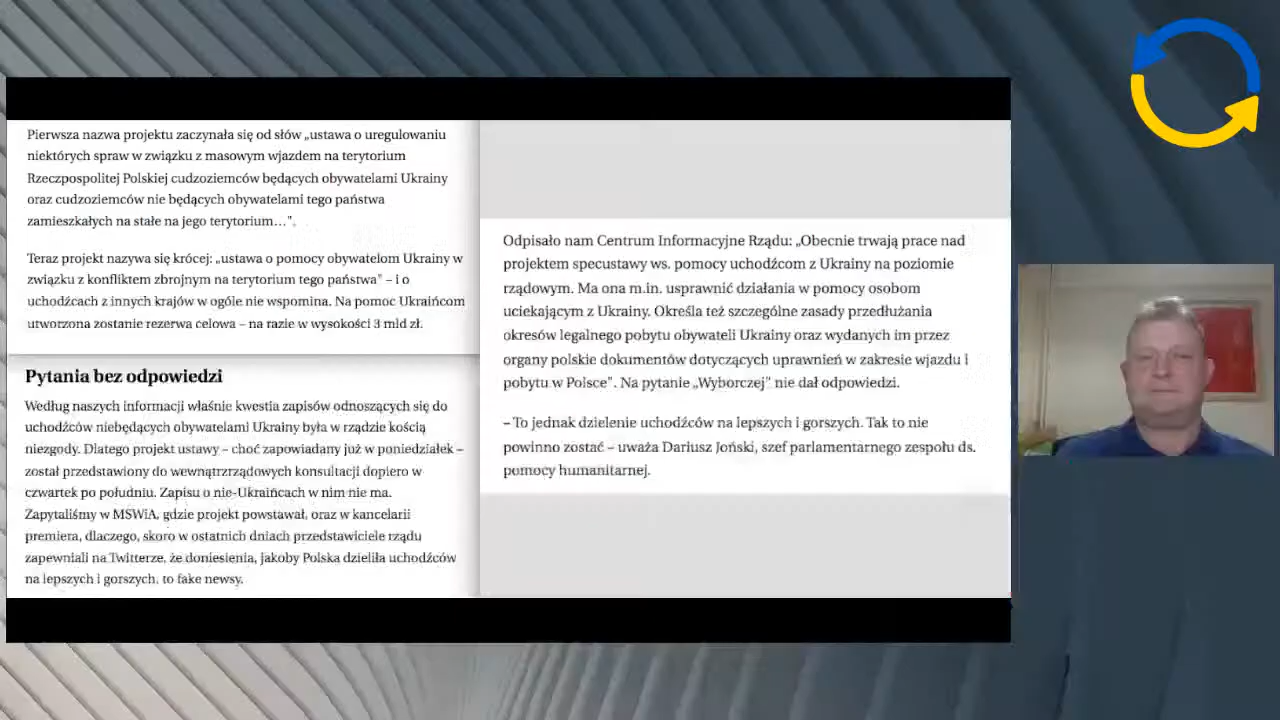 Pierwsza nazwa projektu zaczynała się od słów „ustawa o uregulowaniu
niektórych spraw w związku z masowym wjazdem na terytorium
Rzeczpospolitej Polskiej cudzoziemców będących obywatelami Ukrainy
oraz cudzoziemców nie będących obywatelami tego państwa
zamieszkałych na stałe na jego terytorium…”.
Teraz projekt nazywa się krócej: „ustawa o pomocy obywatelom Ukrainy w
związku z konfliktem zbrojnym na terytorium tego państwa” – i o
uchodźcach z innych krajów w ogóle nie wspomina. Na pomoc Ukraińcom
utworzona zostanie rezerwa celowa – na razie w wysokości 3 mld zł.
Pytania bez odpowiedzi
Według naszych informacji właśnie kwestia zapisów odnoszących się do
uchodźców niebędących obywatelami Ukrainy była w rządzie kością
niezgody. Dlatego projekt ustawy – choć zapowiadany już w poniedziałek –
został przedstawiony do wewnątrzrządowych konsultacji dopiero w
czwartek po południu. Zapisu o nie-Ukraińcach w nim nie ma.
Zapytaliśmy w MSWiA, gdzie projekt powstawał, oraz w kancelarii
premiera, dlaczego, skoro w ostatnich dniach przedstawiciele rządu
zapewniali na Twitterze, że doniesienia, jakoby Polska dzieliła uchodźców
na lepszych i gorszych, to fake newsy.
Odpisało nam Centrum Informacyjne Rządu: „Obecnie trwają prace nad
projektem specustawy ws. pomocy uchodźcom z Ukrainy na poziomie
rządowym. Ma ona m.in. usprawnić działania w pomocy osobom
uciekającym z Ukrainy. Określa też szczególne zasady przedłużania
okresów legalnego pobytu obywateli Ukrainy oraz wydanych im przez
organy polskie dokumentów dotyczących uprawnień w zakresie wjazdu i
pobytu w Polsce”. Na pytanie „Wyborczej” nie dał odpowiedzi.
– To jednak dzielenie uchodźców na lepszych i gorszych. Tak to nie
powinno zostać – uważa Dariusz Joński, szef parlamentarnego zespołu ds.
pomocy humanitarnej.